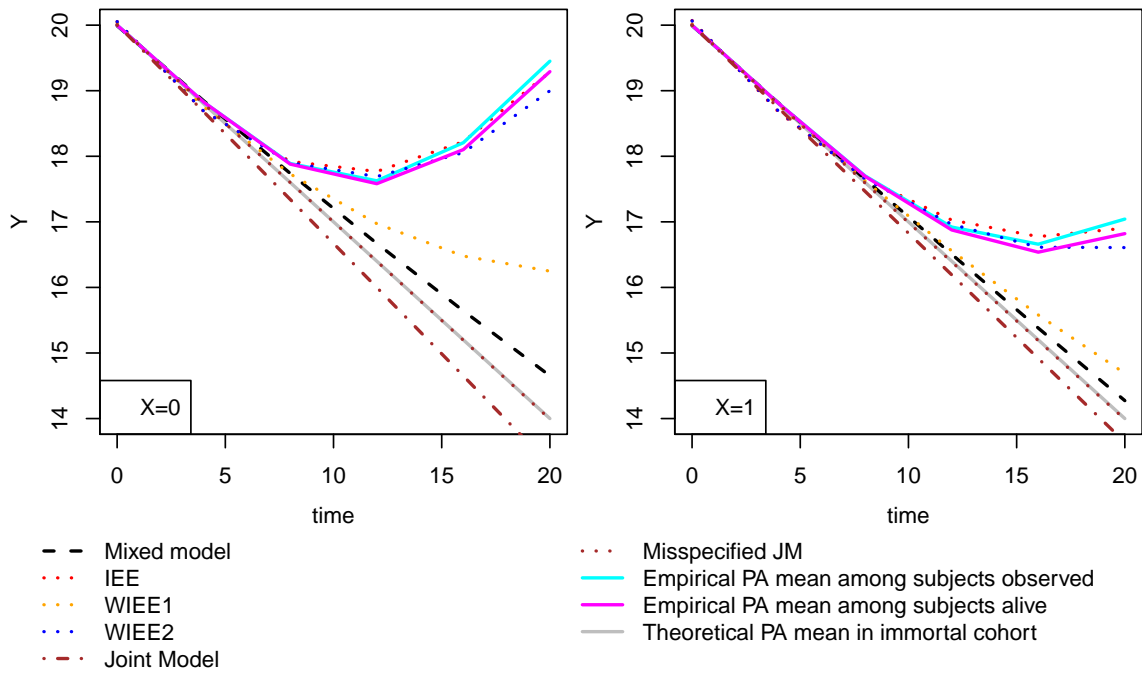 20
19
18
17
16
15
14
Y
X=0
0 5 10 15 20
time
20
19
18
17
16
15
14
Y
X=1
0 5 10 15 20
time
Mixed model
IEE
WIEE1
WIEE2
Joint Model
Misspecified JM
Empirical PA mean among subjects observed
Empirical PA mean among subjects alive
Theoretical PA mean in immortal cohort